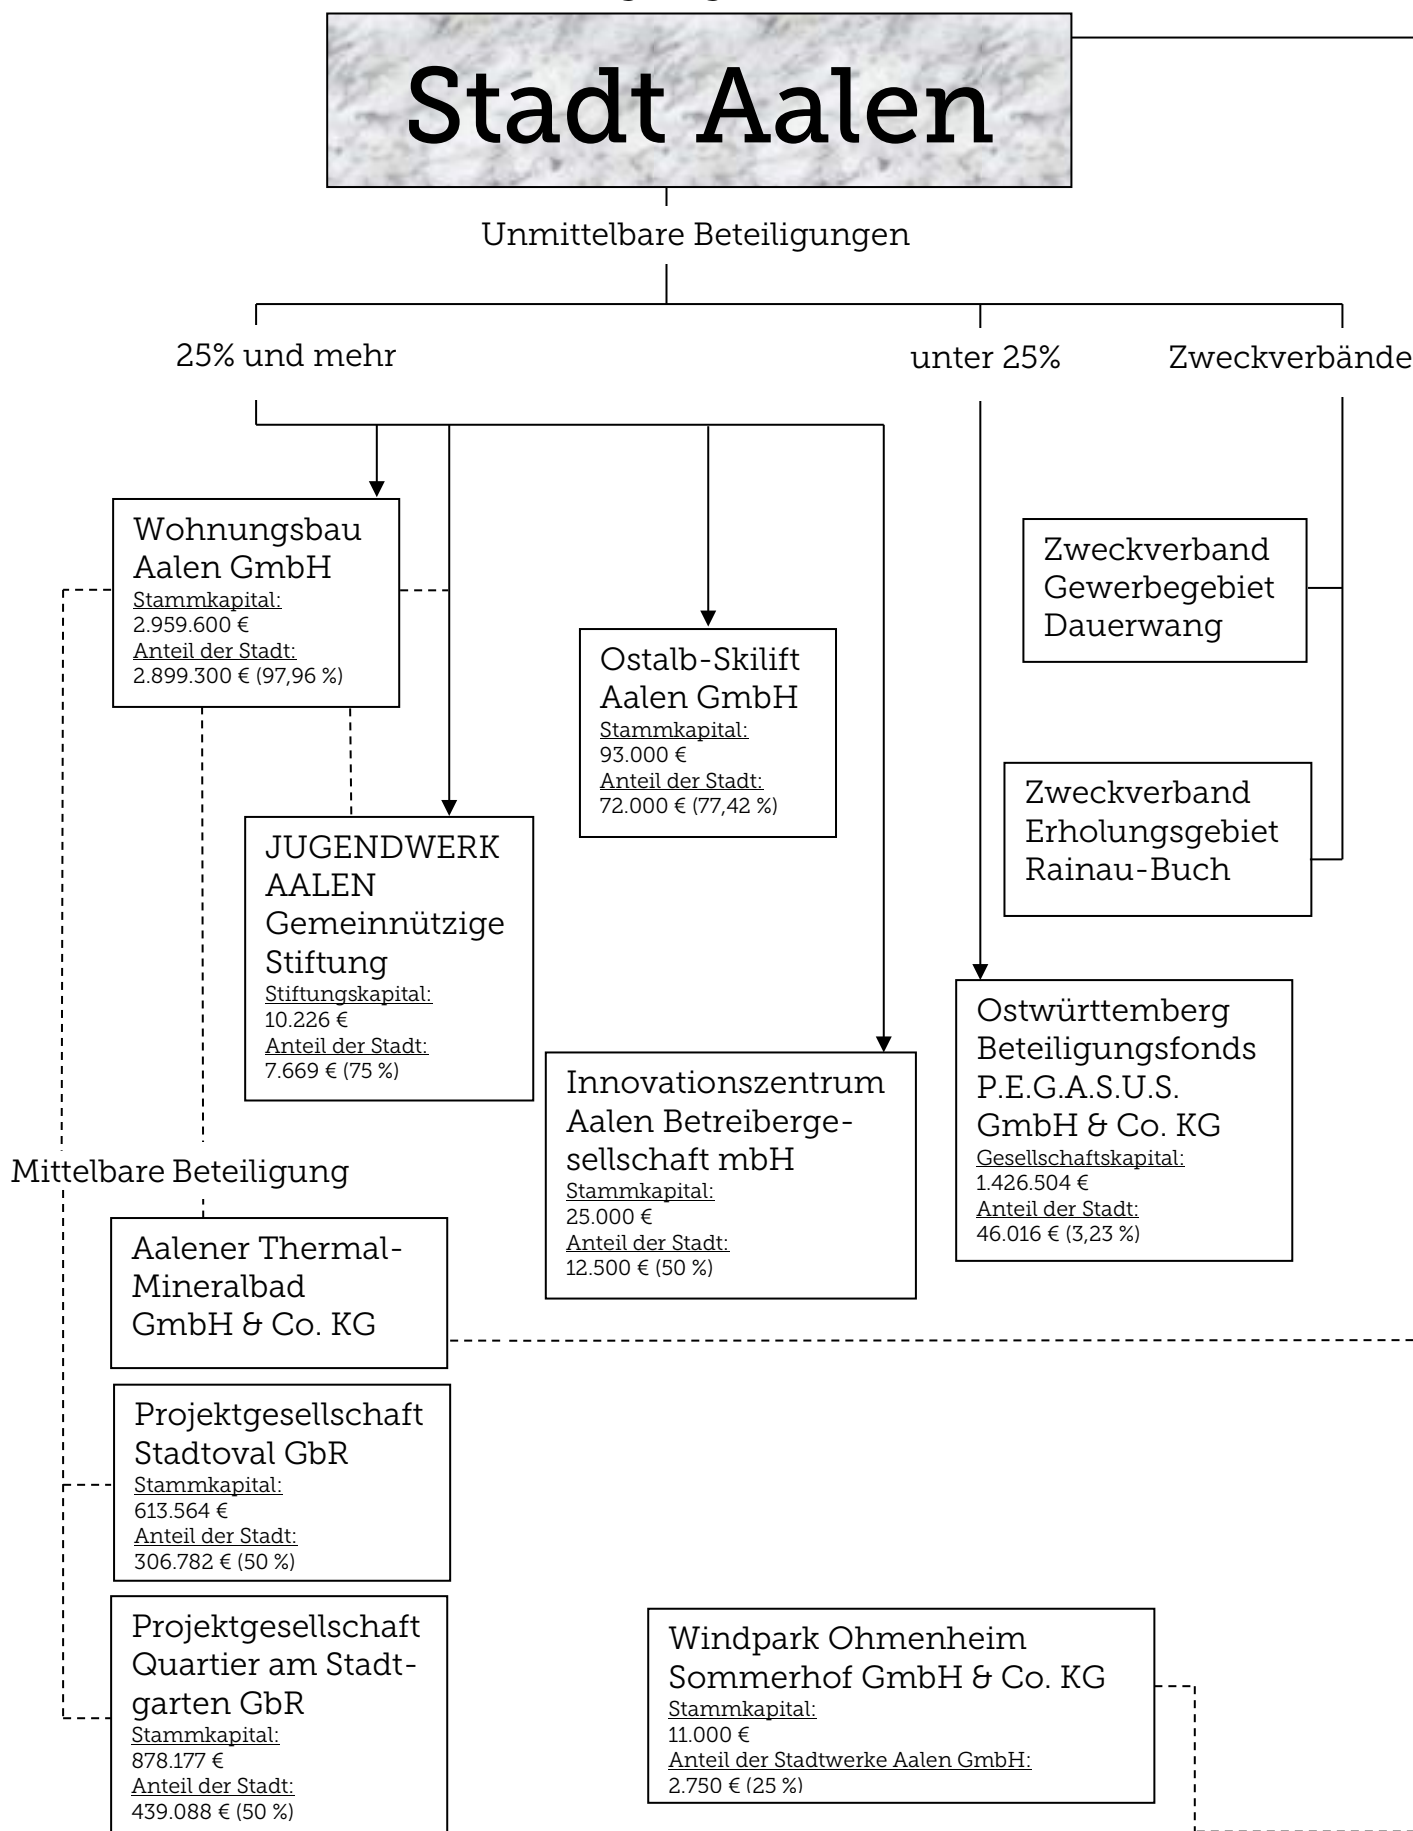 Stadt Aalen
Unmittelbare Beteiligungen
25% und mehr
unter 25%
Zweckverbände
Wohnungsbau
Aalen GmbH
Stammkapital:
2.959.600 €
Anteil der Stadt:
2.899.300 € (97,96 %)
Zweckverband
Gewerbegebiet
Dauerwang
Ostalb-Skilift
Aalen GmbH
Stammkapital:
93.000 €
Anteil der Stadt:
72.000 € (77,42 %)
Zweckverband
Erholungsgebiet
Rainau-Buch
JUGENDWERK
AALEN
Gemeinnützige
Stiftung
Stiftungskapital:
10.226 €
Anteil der Stadt:
7.669 € (75 %)
Innovationszentrum
Aalen Betreiberge-
sellschaft mbH
Stammkapital:
25.000 €
Anteil der Stadt:
12.500 € (50 %)
Ostwürttemberg
Beteiligungsfonds
P.E.G.A.S.U.S.
GmbH & Co. KG
Gesellschaftskapital:
1.426.504 €
Anteil der Stadt:
46.016 € (3,23 %)
Mittelbare Beteiligung
Aalener Thermal-
Mineralbad
GmbH & Co. KG
Projektgesellschaft
Stadtoval GbR
Stammkapital:
613.564 €
Anteil der Stadt:
306.782 € (50 %)
Projektgesellschaft
Quartier am Stadt-
garten GbR
Stammkapital:
878.177 €
Anteil der Stadt:
439.088 € (50 %)
Windpark Ohmenheim
Sommerhof GmbH & Co. KG
Stammkapital:
11.000 €
Anteil der Stadtwerke Aalen GmbH:
2.750 € (25 %)